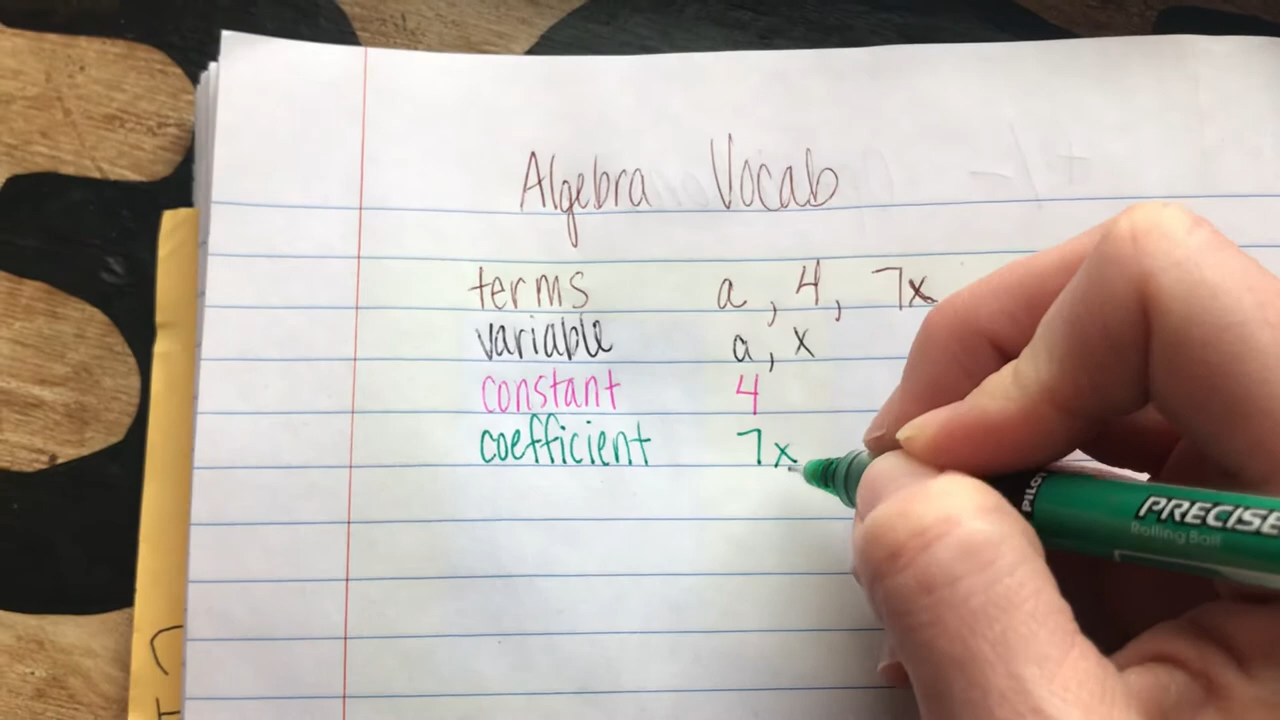 Algebra Vocab
terms a, 4, 7x
variable a, x
constant 4
coefficient 7x
PILOT
PRECISE
Rolling Ball